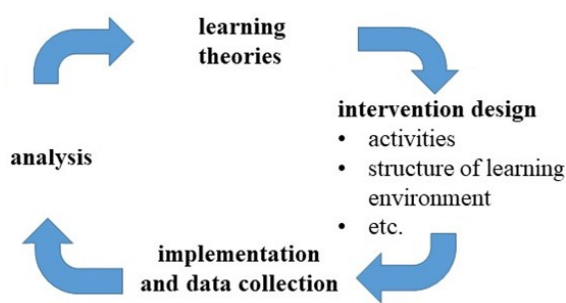 learning
theories
intervention design
• activities
• structure of learning
environment
• etc.
implementation
and data collection
analysis